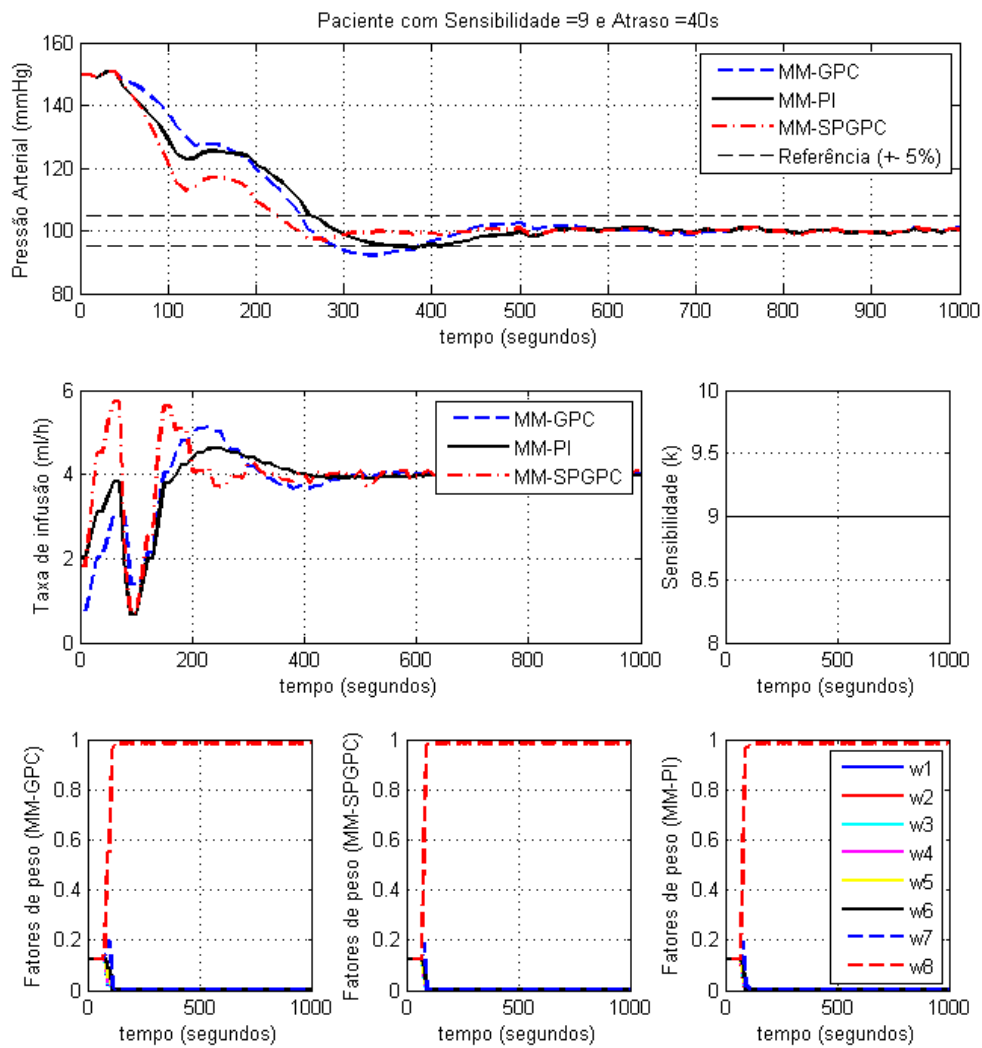 Paciente com Sensibilidade =9 e Atraso =40s
Pressão Arterial (mmHg)
160
140
120
100
80
MM-GPC
MM-PI
MM-SPGPC
Referência (+- 5%)
0 100 200 300 400 500 600 700 800 900 1000
tempo (segundos)
Taxa de infusão (ml/h)
6
4
2
0
MM-GPC
MM-PI
MM-SPGPC
0 200 400 600 800 1000
tempo (segundos)
Sensibilidade (k)
10
9.5
9
8.5
8
0 500 1000
tempo (segundos)
Fatores de peso (MM-GPC)
1
0.8
0.6
0.4
0.2
0
0 500 1000
tempo (segundos)
Fatores de peso (MM-SPGPC)
1
0.8
0.6
0.4
0.2
0
0 500 1000
tempo (segundos)
Fatores de peso (MM-PI)
1
0.8
0.6
0.4
0.2
0
w1
w2
w3
w4
w5
w6
w7
w8
0 500 1000
tempo (segundos)